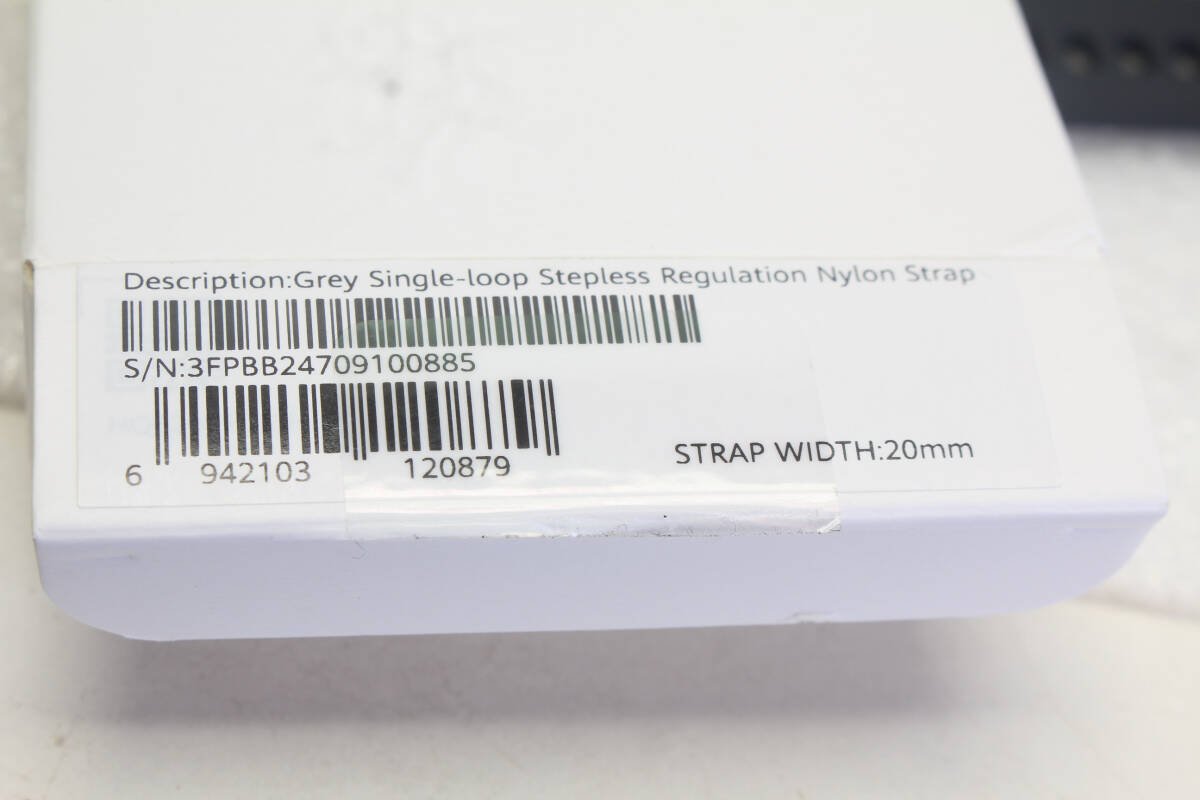 Description:Grey Single-loop Stepless Regulation Nylon Strap
S/N:3FPBB24709100885
6 942103 120879
STRAP WIDTH:20mm